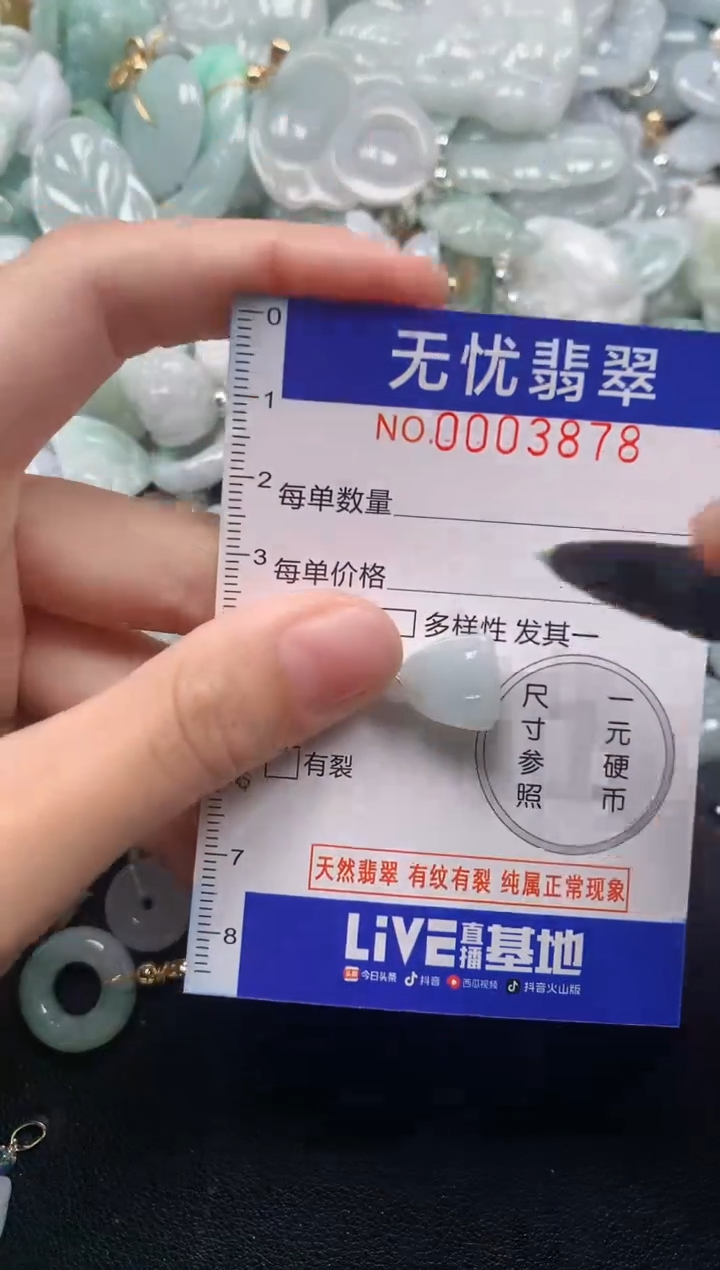 0
无忧翡翠
1
NO.0003878
2
每单数量
3
每单价格
多样性 发其一
尺寸参照
一元硬币
有裂
7
天然翡翠 有纹有裂 纯属正常现象
8
LiVE直播基地
头条 今日头条 抖音 西瓜视频 抖音火山版